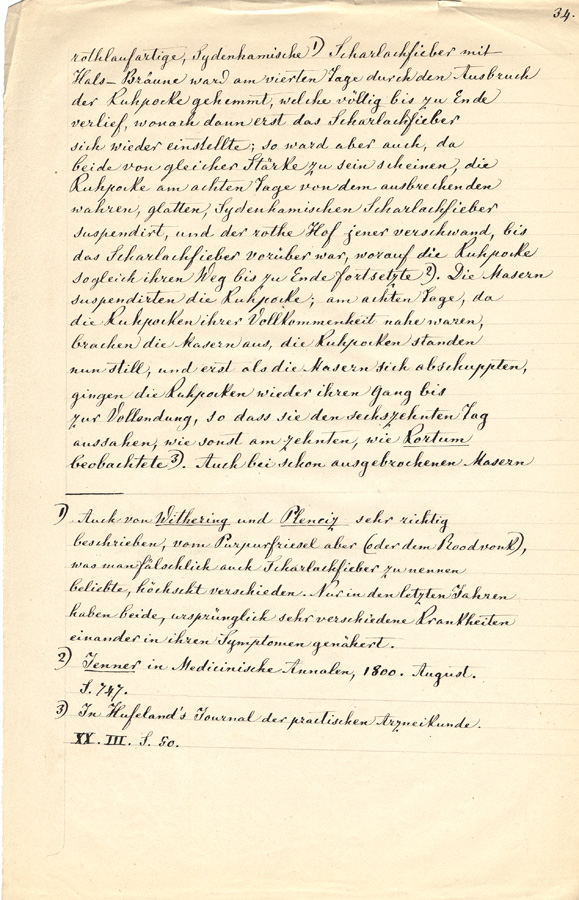 34.
rothlaufartige, Sydenhamische 1) Scharlachfieber mit
Hals-Bräune ward am vierten Tage durch den Ausbruch
der Kuhpocke gehemmt, welche völlig bis zu Ende
verlief, wonach dann erst das Scharlachfieber
sich wieder einstellte; so ward aber auch, da
beide von gleicher Stärke zu sein scheinen, die
Kuhpocke am achten Tage von dem ausbrechenden
wahren, glatten, Sydenhamischen Scharlachfieber
suspendirt, und der rothe Hof jener verschwand, bis
das Scharlachfieber vorüber war, worauf die Kuhpocke
sogleich ihren Weg bis zu Ende fortsetzte 2). Die Masern
suspendirten die Kuhpocke; am achten Tage, da
die Kuhpocken ihrer Vollkommenheit nahe waren,
brachen die Masern aus, die Kuhpocken standen
nun still, und erst als die Masern sich abschuppten,
gingen die Kuhpocken wieder ihren Gang bis
zur Vollendung, so dass sie den sechszehnten Tag
aussahen, wie sonst am zehnten, wie Kortum
beobachtete 3). Auch bei schon ausgebrochenen Masern
1) Auch von Withering und Plenciz sehr richtig
beschrieben, vom Purpurfriesel aber (oder dem Roodvonk),
was man fälschlich auch Scharlachfieber zu nennen
beliebte, höchsckt verschieden. Nur in den letzten Jahren
haben beide, ursprünglich sehr verschiedene Krankheiten
einander in ihren Symptomen genähert.
2) Jenner in Medicinische Annalen, 1800. August.
S. 747.
3) In Hufeland's Journal der practischen Arzneikunde.
XX. III. S. 50.